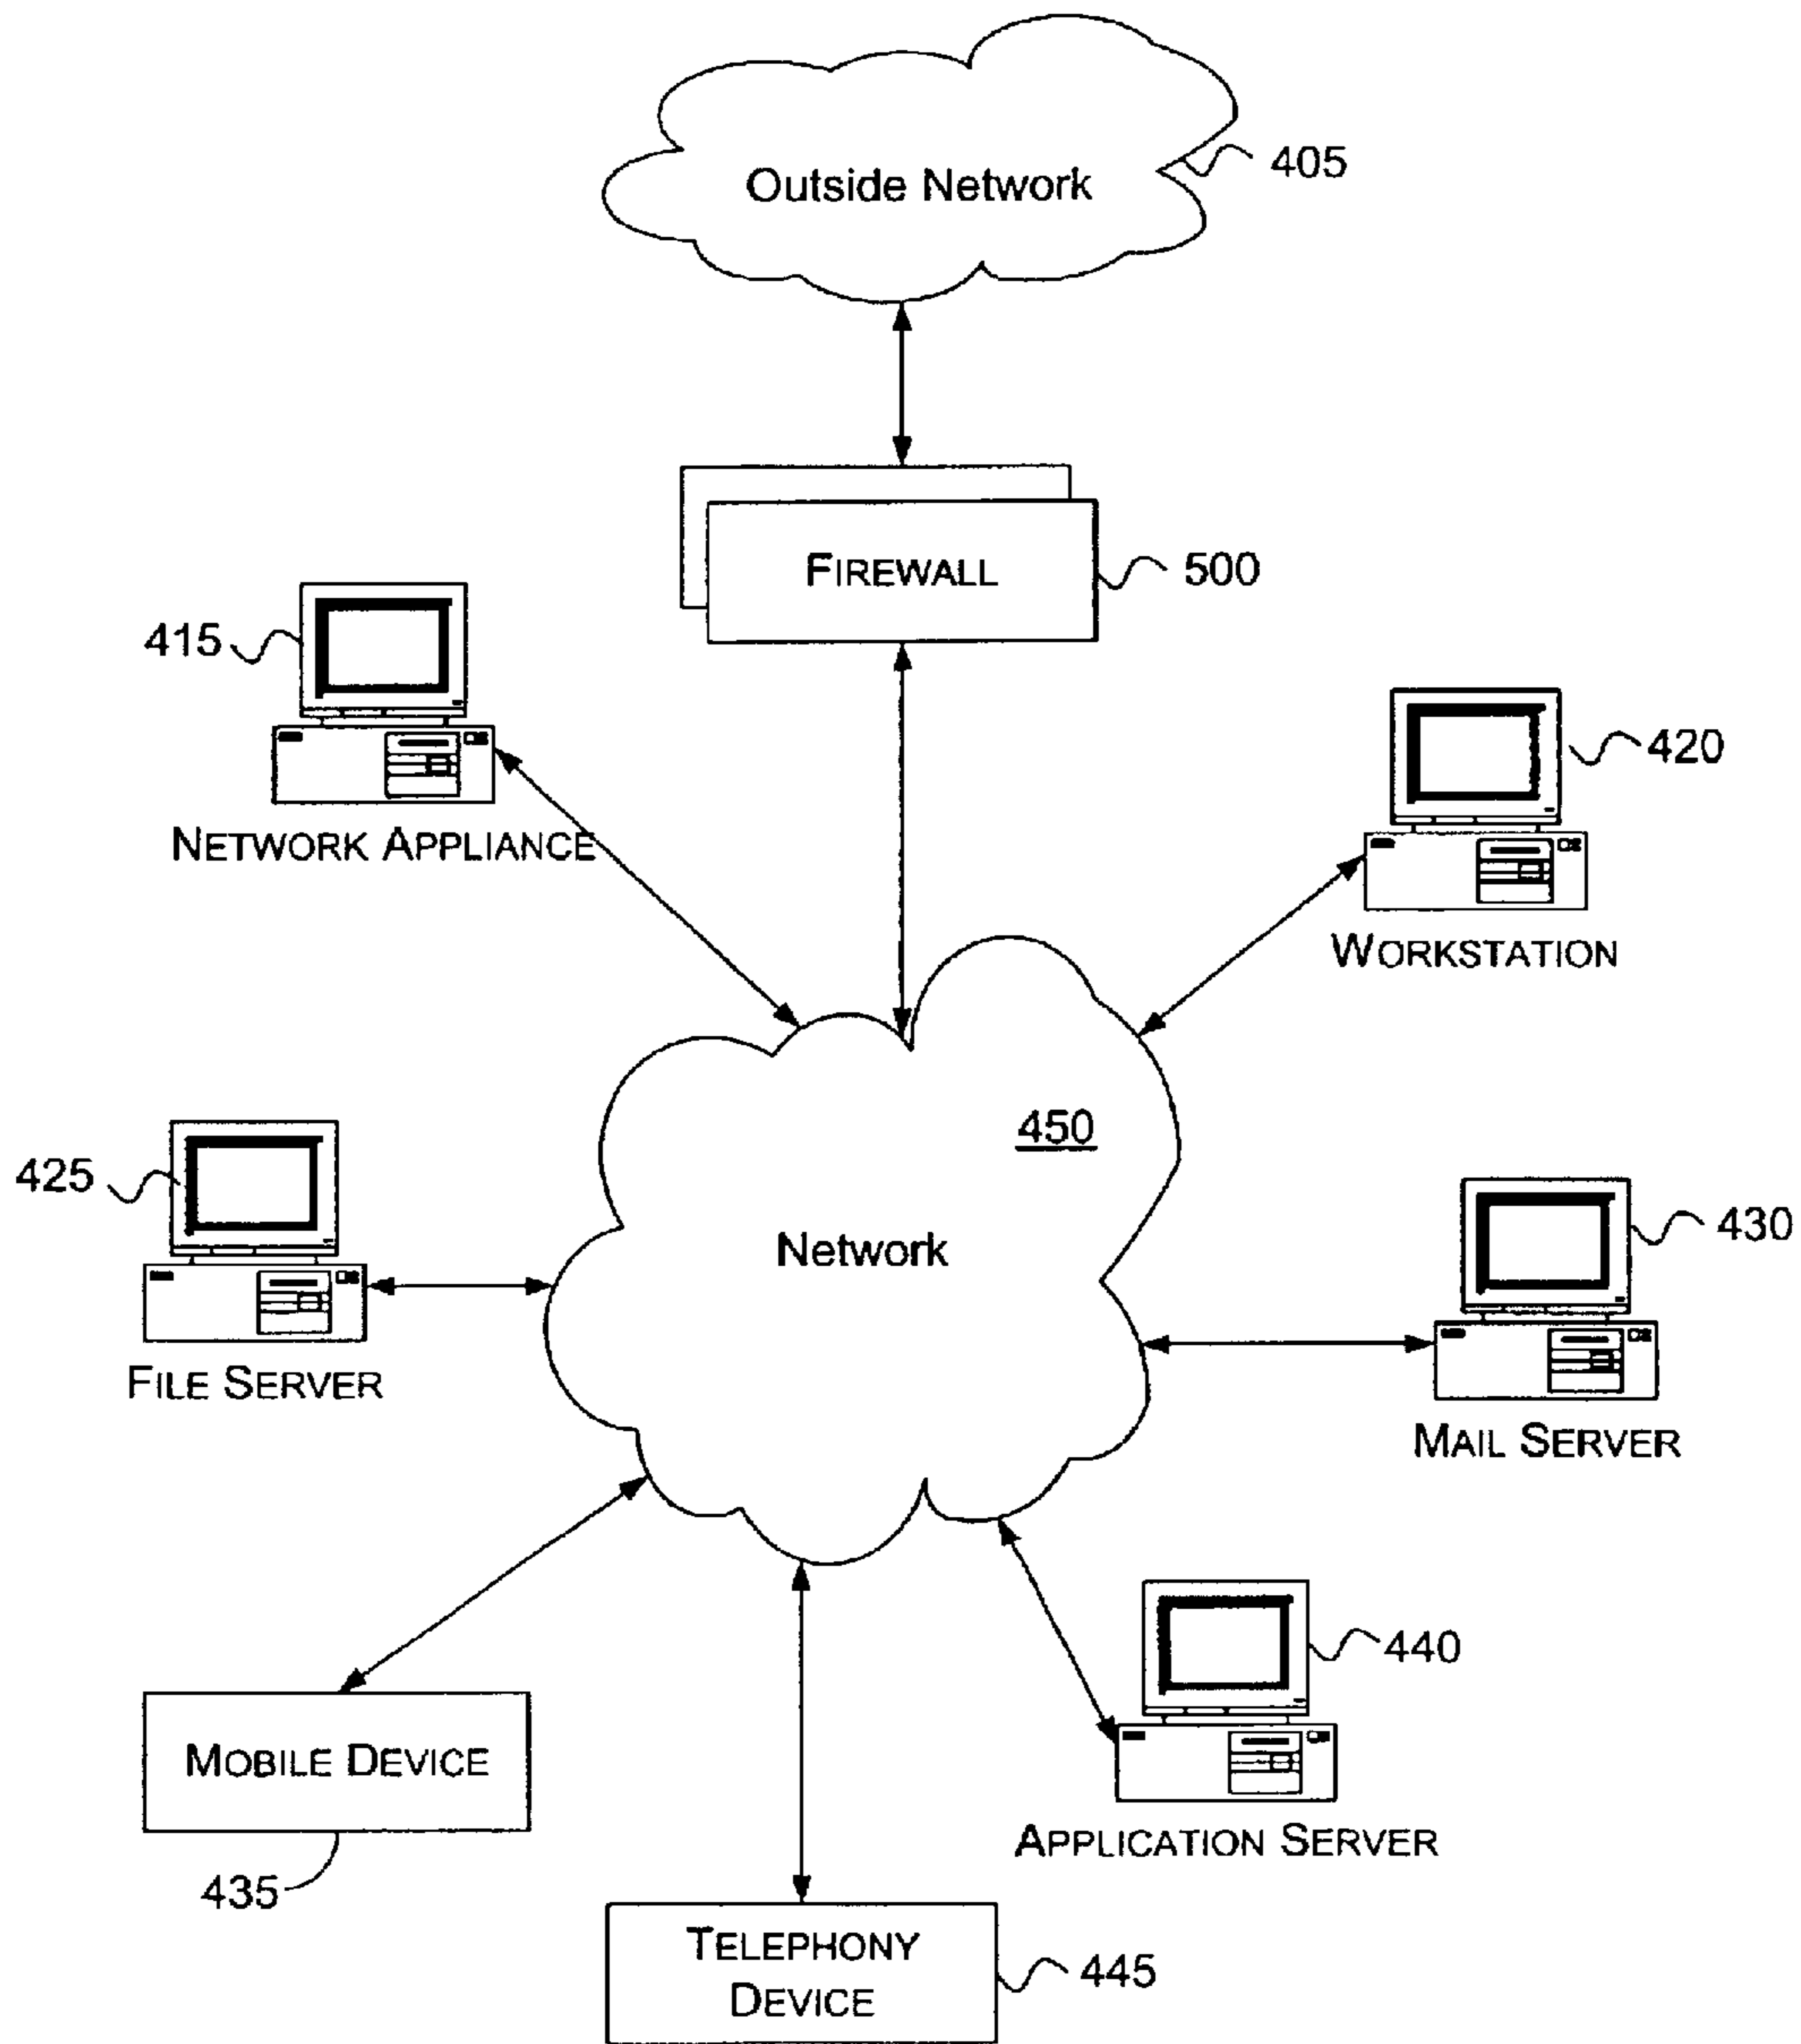 Outside Network
405
FIREWALL
500
415
NETWORK APPLIANCE
420
WORKSTATION
450
425
Network
430
FILE SERVER
MAIL SERVER
440
MOBILE DEVICE
APPLICATION SERVER
435
TELEPHONY
DEVICE
445